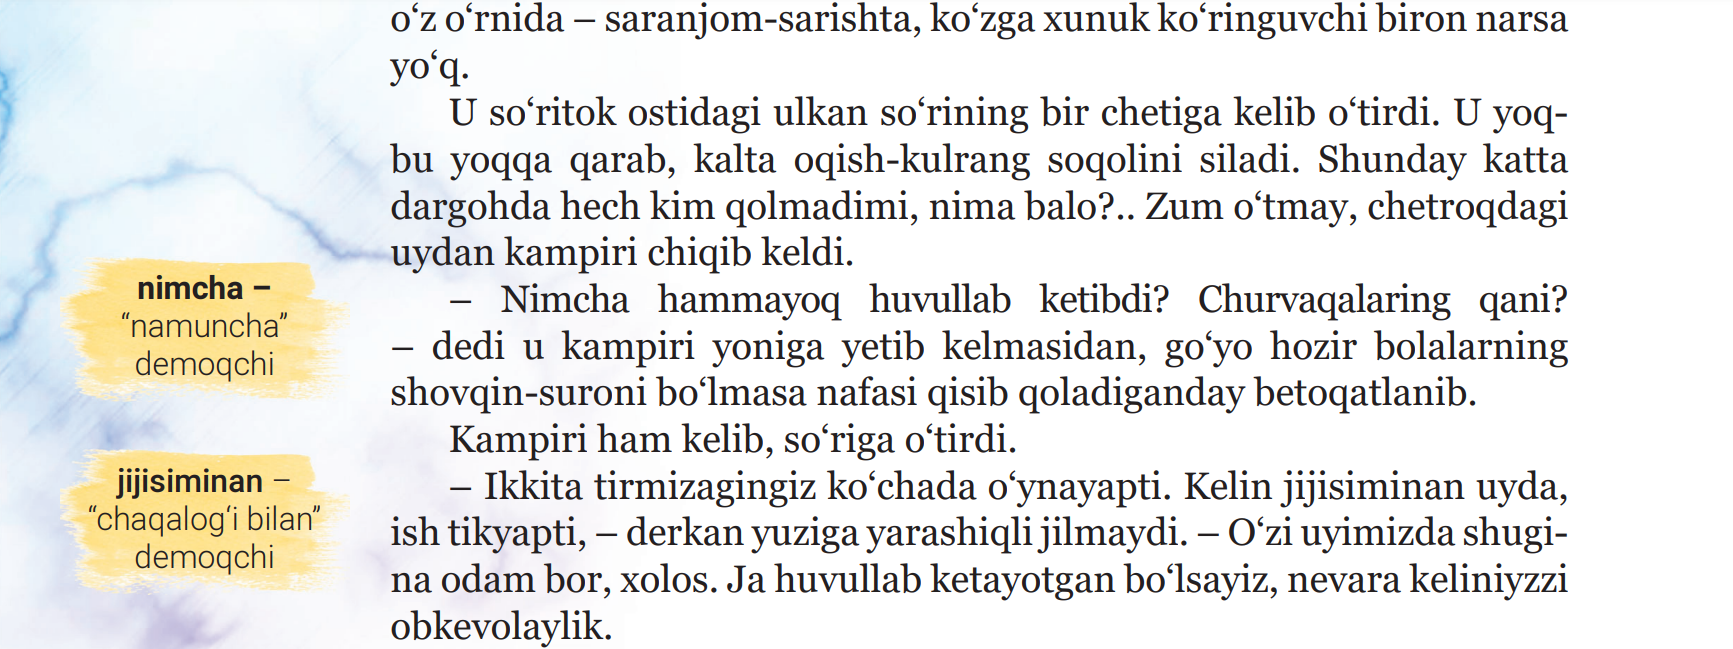 o‘z o‘rnida – saranjom-sarishta, ko‘zga xunuk ko‘ringuvchi biron narsa
yo‘q.
U so‘ritok ostidagi ulkan so‘rining bir chetiga kelib o‘tirdi. U yoq-
bu yoqqa qarab, kalta oqish-kulrang soqolini siladi. Shunday katta
dargohda hech kim qolmadimi, nima balo?.. Zum o‘tmay, chetroqdagi
uydan kampiri chiqib keldi.
– Nimcha hammayoq huvullab ketibdi? Churvaqalaring qani?
– dedi u kampiri yoniga yetib kelmasidan, go‘yo hozir bolalarning
shovqin-suroni bo‘lmasa nafasi qisib qoladiganday betoqatlanib.
Kampiri ham kelib, so‘riga o‘tirdi.
– Ikkita tirmizagingiz ko‘chada o‘ynayapti. Kelin jijisiminan uyda,
ish tikyapti, – derkan yuziga yarashiqli jilmaydi. – O‘zi uyimizda shugi-
na odam bor, xolos. Ja huvullab ketayotgan bo‘lsayiz, nevara keliniyzzi
obkevolaylik.
nimcha –
“namuncha”
demoqchi
jijisiminan –
“chaqalog‘i bilan”
demoqchi